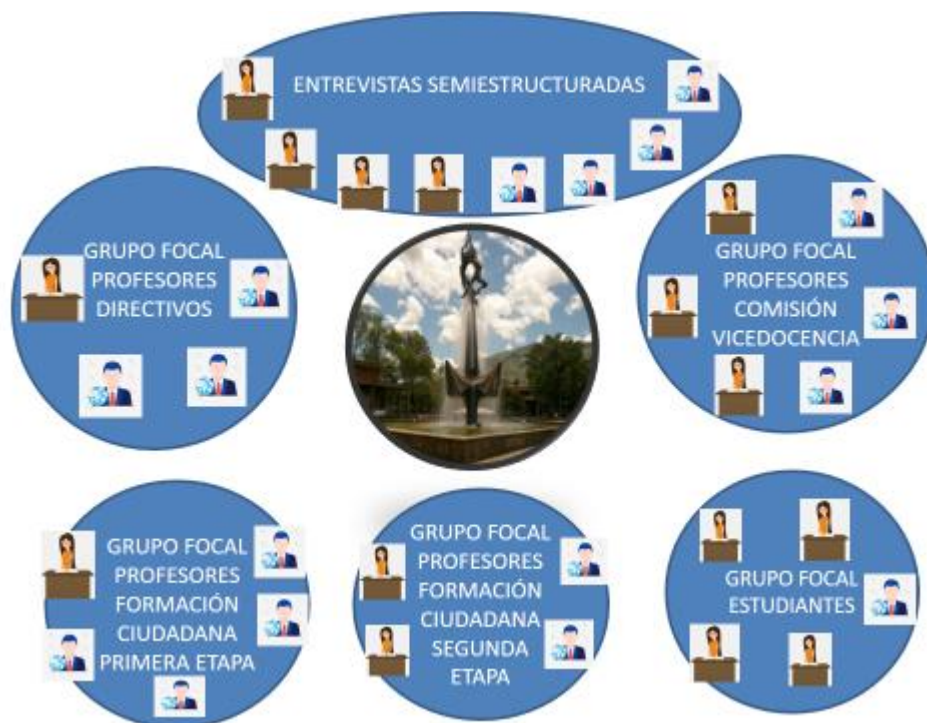 ENTREVISTAS SEMIESTRUCTURADAS
GRUPO FOCAL
PROFESORES
DIRECTIVOS
GRUPO FOCAL
PROFESORES
COMISIÓN
VICEDOCENCIA
GRUPO FOCAL
PROFESORES
FORMACIÓN
CIUDADANA
PRIMERA ETAPA
GRUPO FOCAL
PROFESORES
FORMACIÓN
CIUDADANA
SEGUNDA
ETAPA
GRUPO FOCAL
ESTUDIANTES